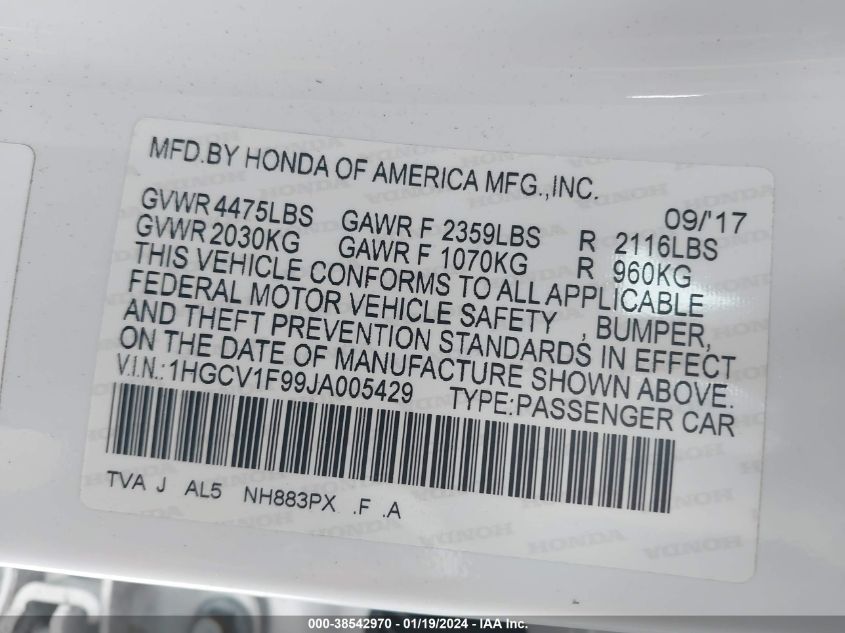 MFD.BY HONDA OF AMERICA MFG.,INC.
09/'17
GVWR 4475LBS GAWR F 2359LBS R 2116LBS
GVWR 2030KG GAWR F 1070KG R 960KG
THIS VEHICLE CONFORMS TO ALL APPLICABLE
FEDERAL MOTOR VEHICLE SAFETY , BUMPER,
AND THEFT PREVENTION STANDARDS IN EFFECT
ON THE DATE OF MANUFACTURE SHOWN ABOVE.
V.I.N.:1HGCV1F99JA005429 TYPE:PASSENGER CAR
TVA J AL5 NH883PX .F .A
000-38542970 - 01/19/2024 - IAA Inc.